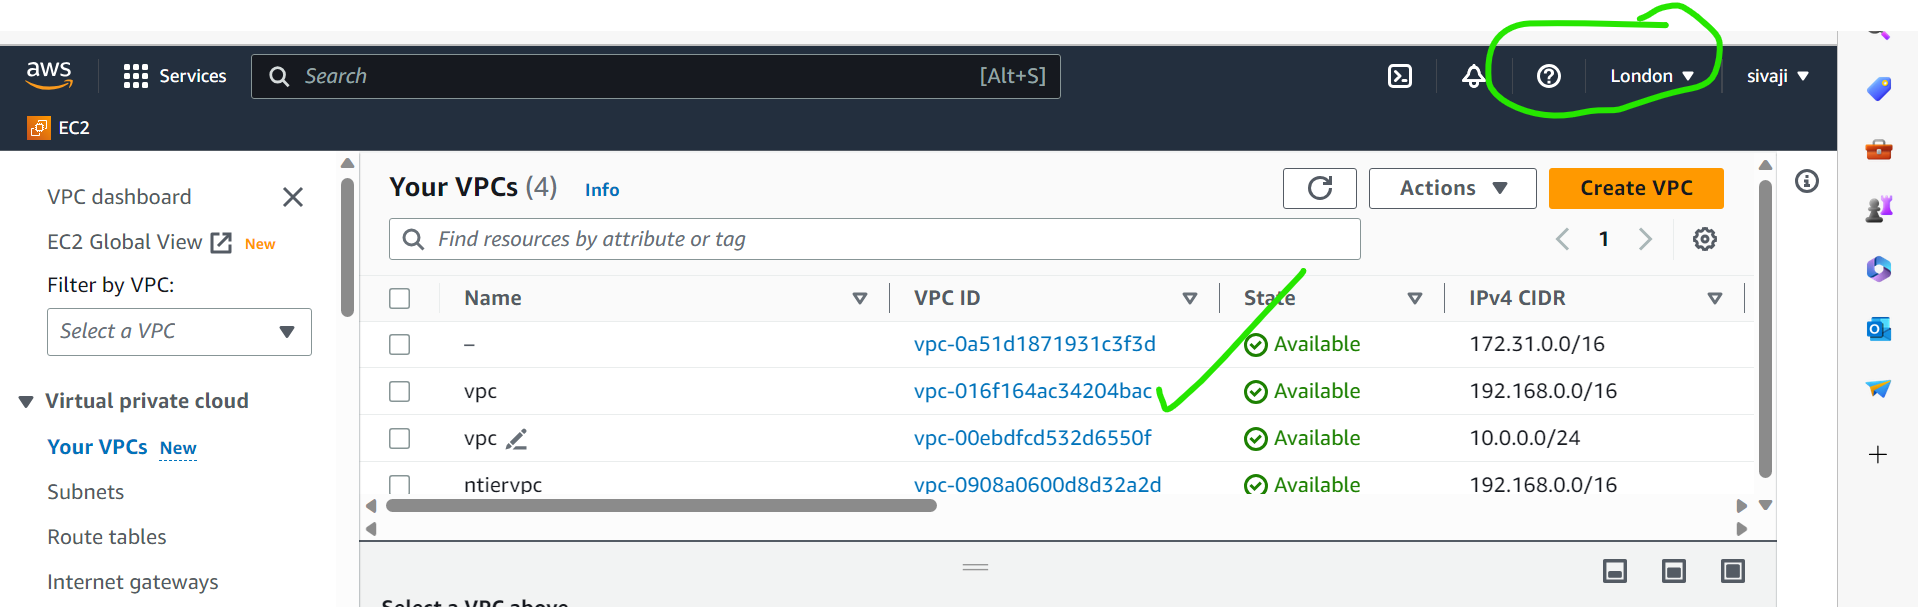 aws
Services
Search
[Alt+S]
London
sivaji
EC2
VPC dashboard
EC2 Global View New
Filter by VPC:
Select a VPC
Virtual private cloud
Your VPCs New
Subnets
Route tables
Internet gateways
Your VPCs (4) Info
Actions
Create VPC
Find resources by attribute or tag
1
Name VPC ID State IPv4 CIDR
– vpc-0a51d1871931c3f3d Available 172.31.0.0/16
vpc vpc-016f164ac34204bac Available 192.168.0.0/16
vpc vpc-00ebdfcd532d6550f Available 10.0.0.0/24
ntiervpc vpc-0908a0600d8d32a2d Available 192.168.0.0/16
Select a VPC above